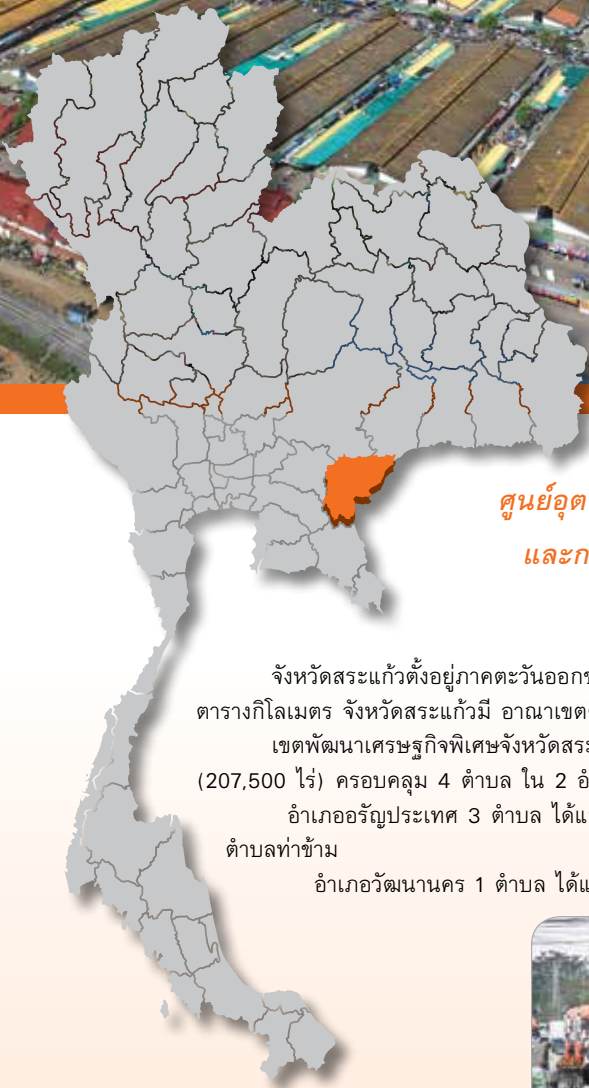 ศูนย์อุต
และก
จังหวัดสระแก้วตั้งอยู่ภาคตะวันออกข
ตารางกิโลเมตร จังหวัดสระแก้วมี อาณาเขต
เขตพัฒนาเศรษฐกิจพิเศษจังหวัดสระ
(207,500 ไร่) ครอบคลุม 4 ตำบล ใน 2 อำ
อำเภออรัญประเทศ 3 ตำบล ได้แ
ตำบลท่าข้าม
อำเภอวัฒนานคร 1 ตำบล ได้แ